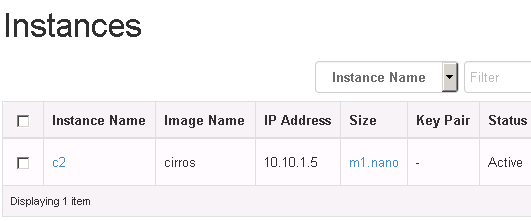 Instances
Instance Name Filter
Instance Name Image Name IP Address Size Key Pair Status
c2 cirros 10.10.1.5 m1.nano - Active
Displaying 1 item